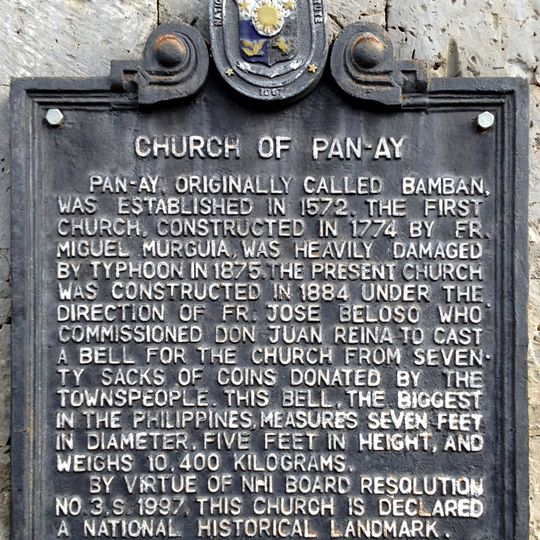 CHURCH OF PAN-AY
PAN-AY, ORIGINALLY CALLED BAMBAN,
WAS ESTABLISHED IN 1572. THE FIRST
CHURCH, CONSTRUCTED IN 1774 BY FR.
MIGUEL MURGUIA, WAS HEAVILY DAMAGED
BY TYPHOON IN 1875. THE PRESENT CHURCH
WAS CONSTRUCTED IN 1884 UNDER THE
DIRECTION OF FR. JOSE BELOSO WHO
COMMISSIONED DON JUAN REINA TO CAST
A BELL FOR THE CHURCH FROM SEVEN-
TY SACKS OF COINS DONATED BY THE
TOWNSPEOPLE. THIS BELL, THE BIGGEST
IN THE PHILIPPINES, MEASURES SEVEN FEET
IN DIAMETER, FIVE FEET IN HEIGHT, AND
WEIGHS 10,400 KILOGRAMS.
BY VIRTUE OF NHI BOARD RESOLUTION
NO. 3, S. 1997, THIS CHURCH IS DECLARED
A NATIONAL HISTORICAL LANDMARK.